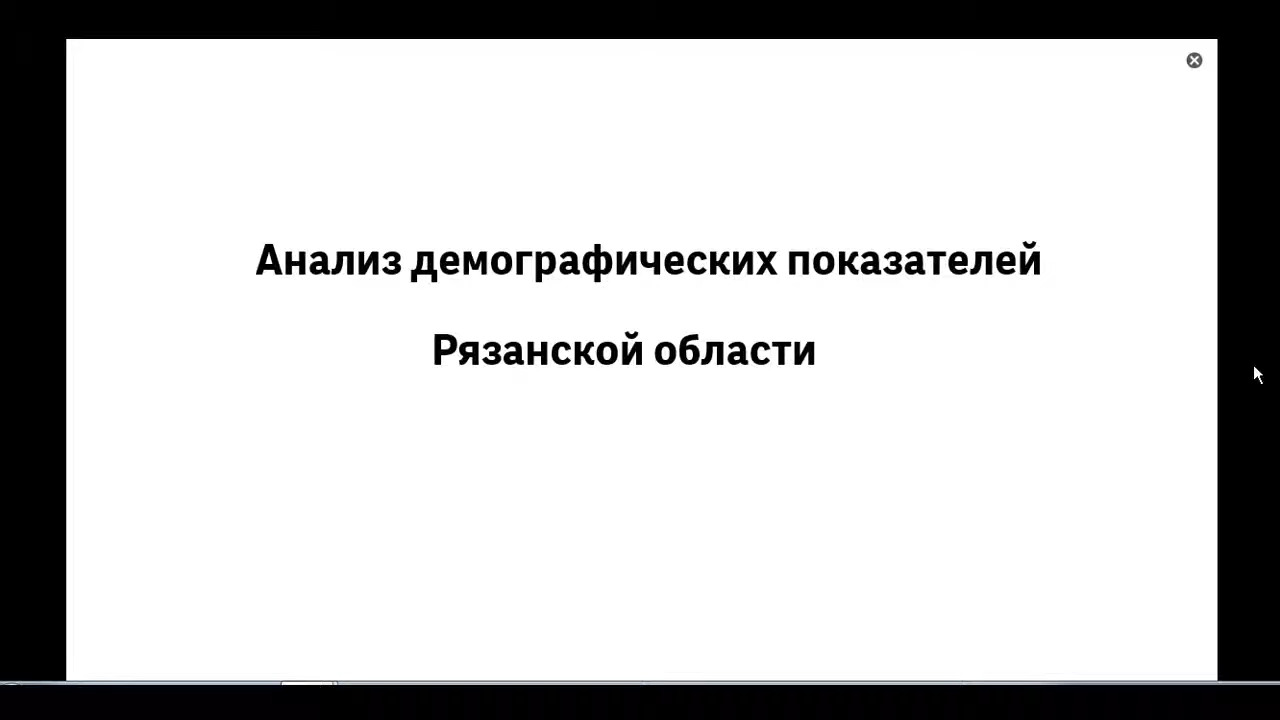 Анализ демографических показателей
Рязанской области